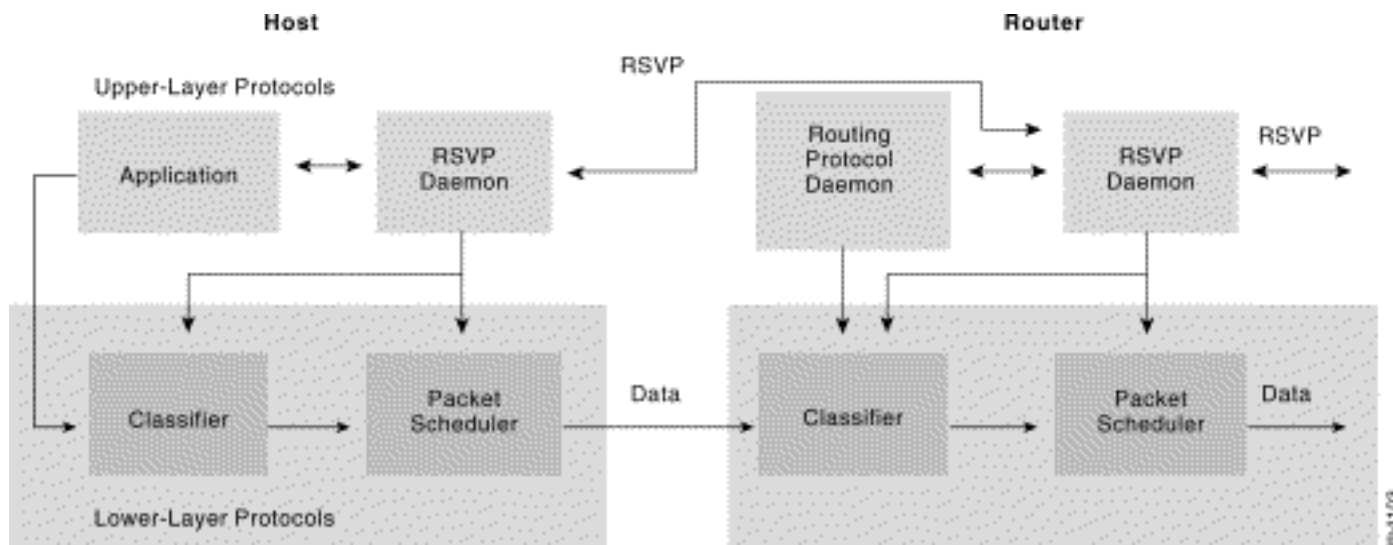 Host
Router
RSVP
Upper-Layer Protocols
Application
RSVP
Daemon
Routing
Protocol
Daemon
RSVP
Daemon
RSVP
Classifier
Packet
Scheduler
Data
Classifier
Packet
Scheduler
Data
Lower-Layer Protocols